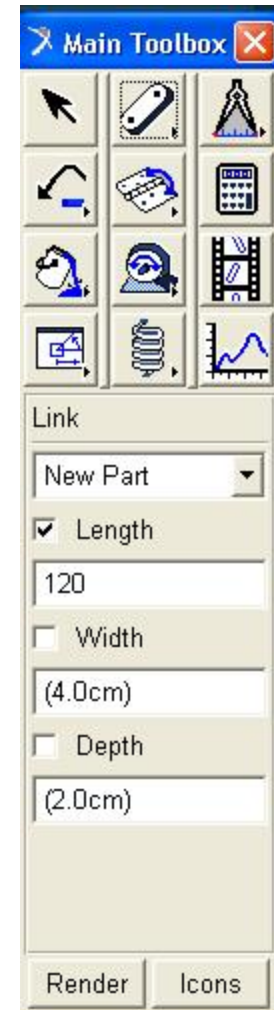 Main Toolbox
Link
New Part
Length
120
Width
(4.0cm)
Depth
(2.0cm)
Render Icons